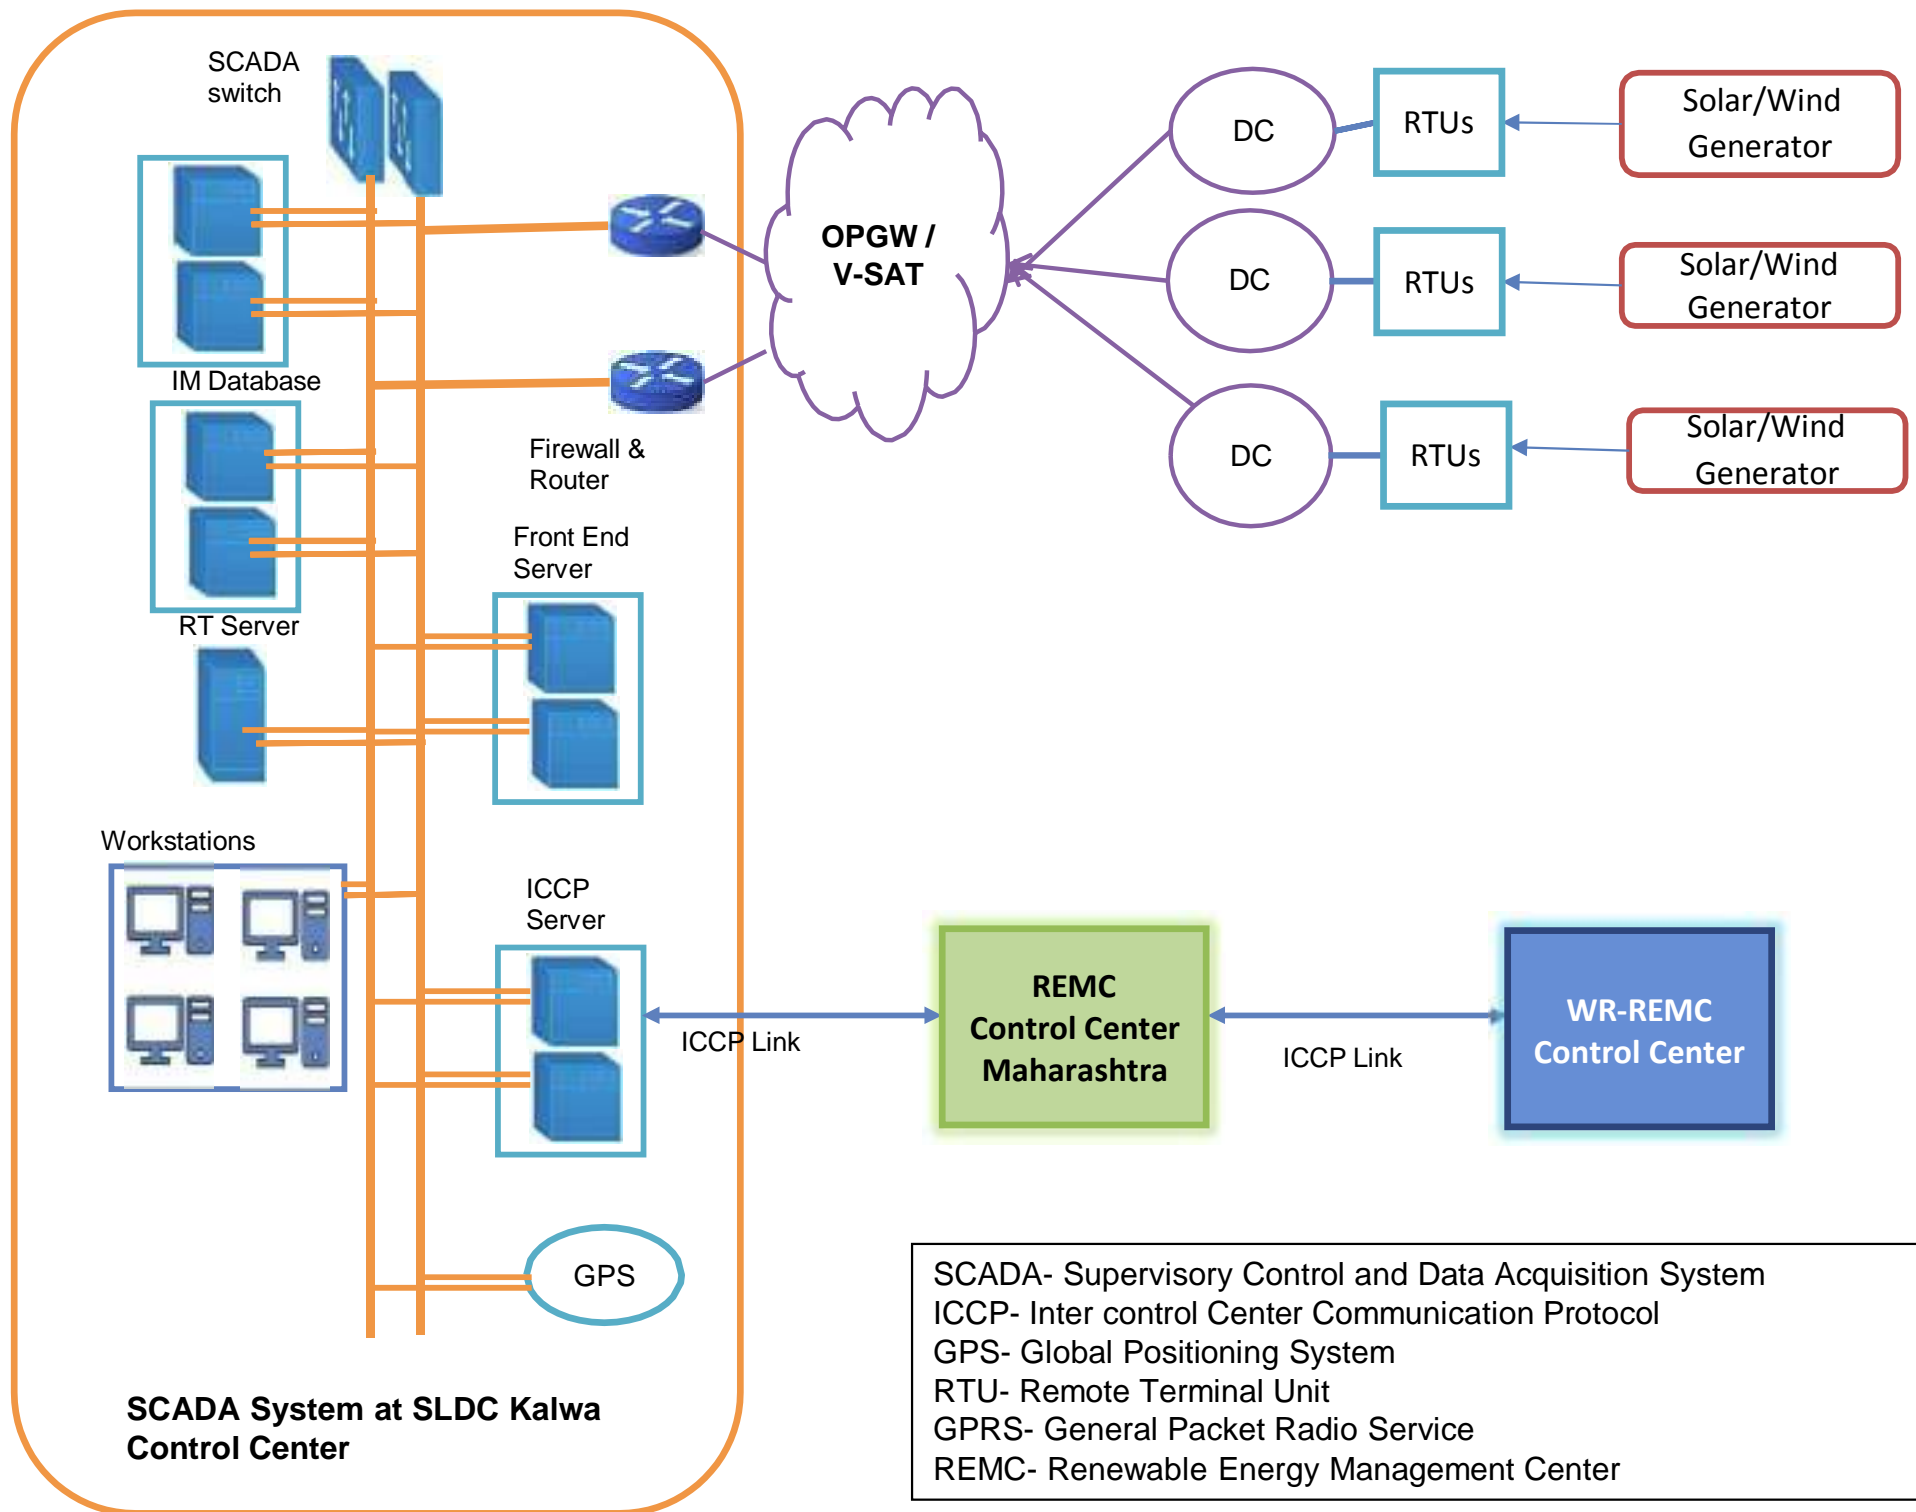 SCADA
switch
IM Database
RT Server
Firewall &
Router
Front End
Server
Workstations
ICCP
Server
GPS
SCADA System at SLDC Kalwa
Control Center
OPGW /
V-SAT
DC
RTUs
Solar/Wind
Generator
DC
RTUs
Solar/Wind
Generator
DC
RTUs
Solar/Wind
Generator
ICCP Link
REMC
Control Center
Maharashtra
ICCP Link
WR-REMC
Control Center
SCADA- Supervisory Control and Data Acquisition System
ICCP- Inter control Center Communication Protocol
GPS- Global Positioning System
RTU- Remote Terminal Unit
GPRS- General Packet Radio Service
REMC- Renewable Energy Management Center